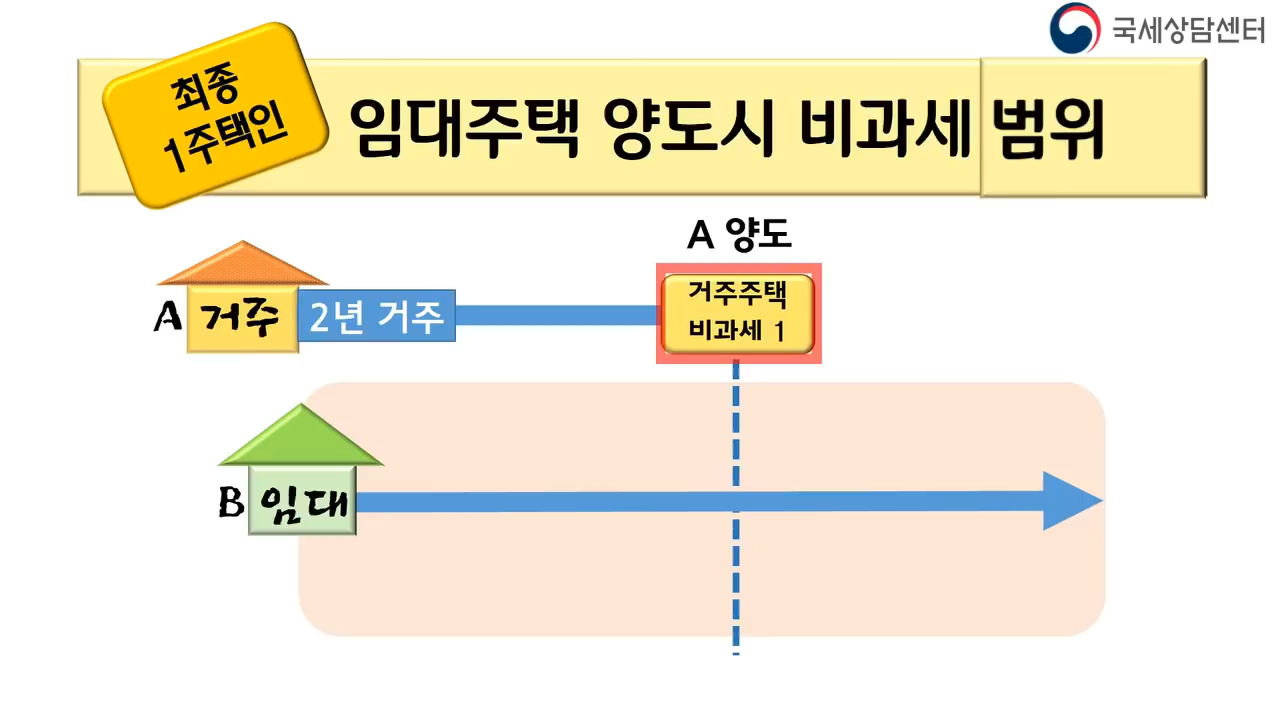 국세상담센터
최종
1주택인
임대주택 양도시 비과세 범위
A 양도
거주주택
비과세 1
A 거주 2년 거주
B 임대